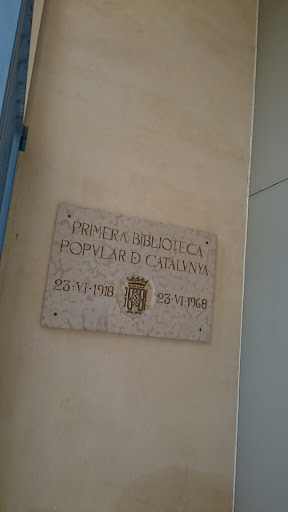 PRIMERA BIBLIOTECA
POPVLAR D CATALVNYA
23·VI·1918 23·VI·1968